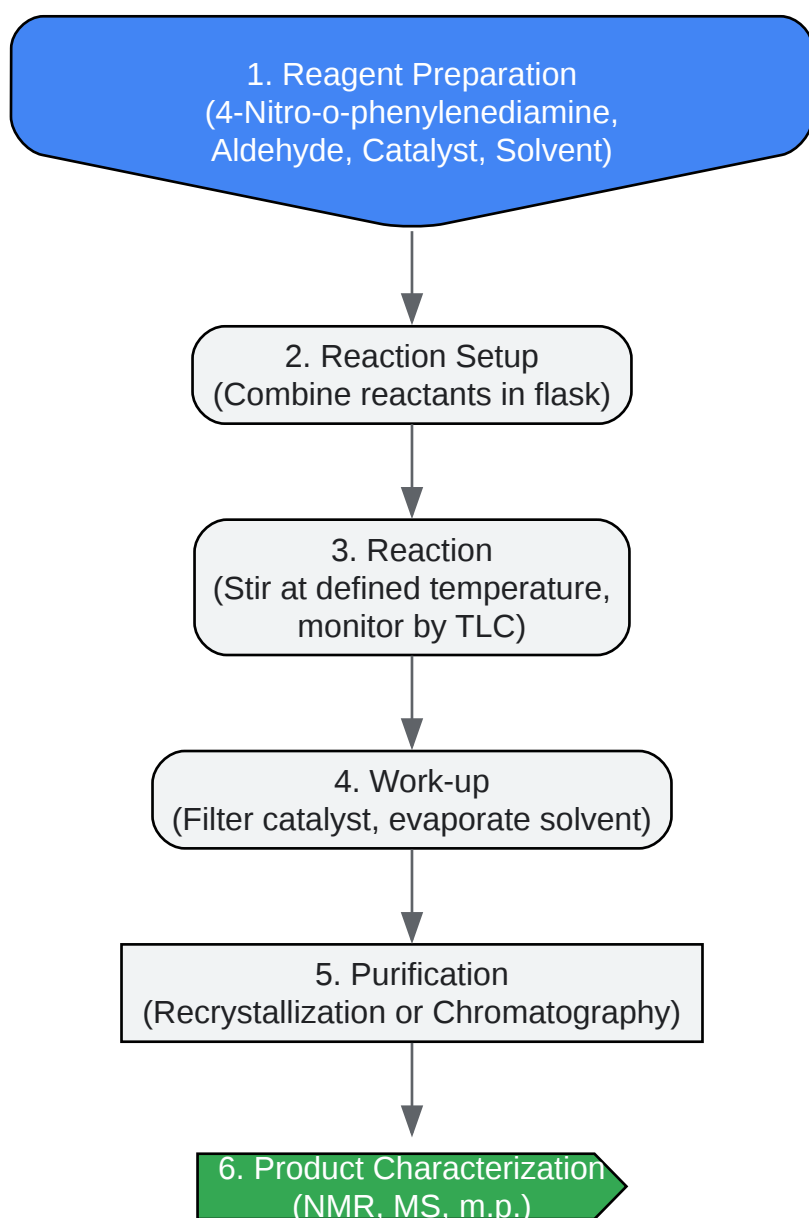 1. Reagent Preparation
(4-Nitro-o-phenylenediamine,
Aldehyde, Catalyst, Solvent)
2. Reaction Setup
(Combine reactants in flask)
3. Reaction
(Stir at defined temperature,
monitor by TLC)
4. Work-up
(Filter catalyst, evaporate solvent)
5. Purification
(Recrystallization or Chromatography)
6. Product Characterization
(NMR, MS, m.p.)